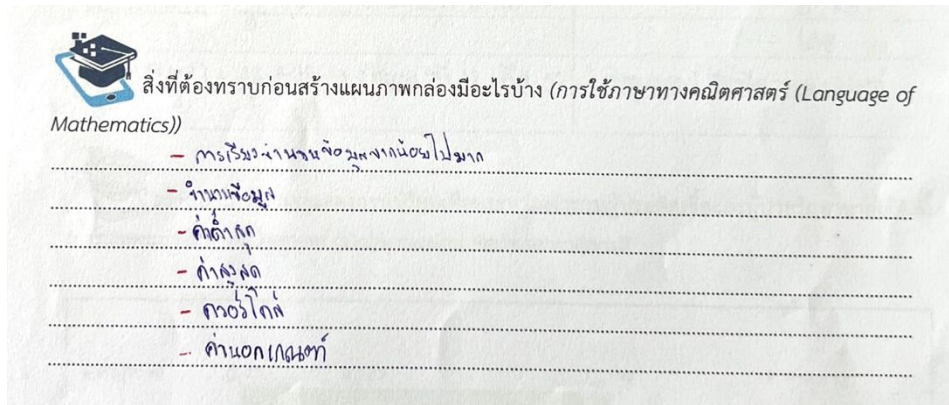 สิ่งที่ต้องทราบก่อนสร้างแผนภาพกล่องมีอะไรบ้าง (การใช้ภาษาทางคณิตศาสตร์ (Language of
Mathematics))
- การเรียงจำนวนข้อมูลจากน้อยไปมาก
- จำนวนข้อมูล
- ค่าต่ำสุด
- ค่าสูงสุด
- ควอร์ไทล์
- ค่านอกเกณฑ์